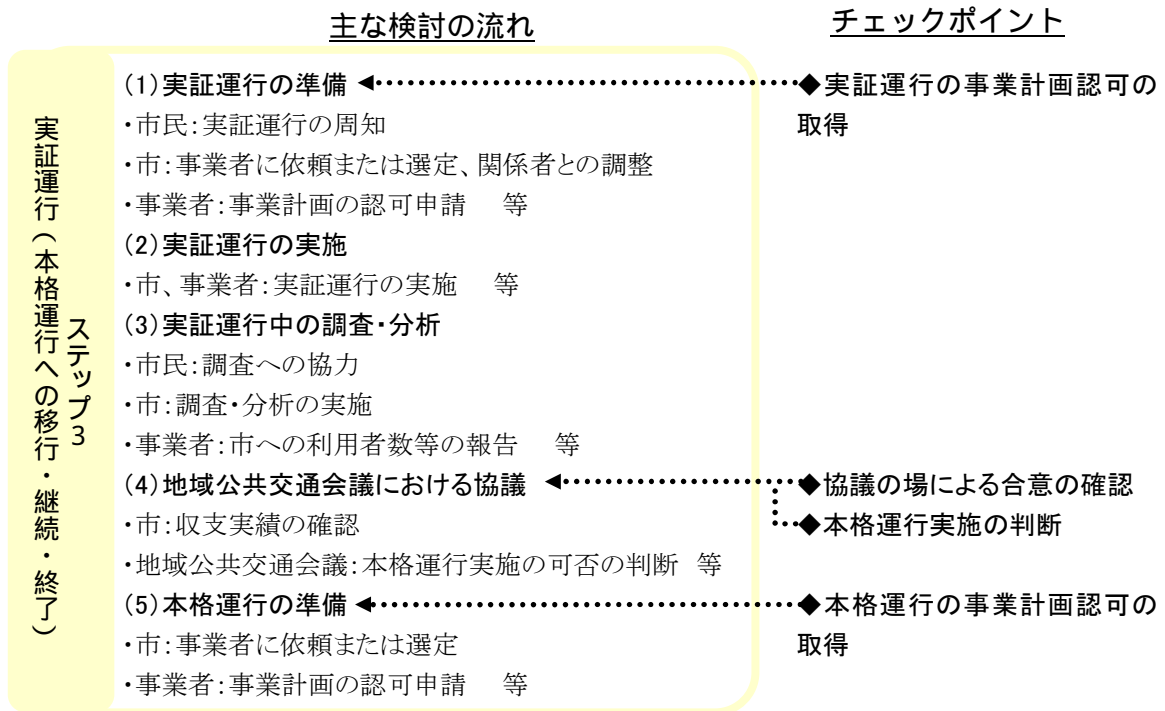 主な検討の流れ
チェックポイント
ステップ3
実証運行(本格運行への移行・継続・終了)
(1)実証運行の準備
◆実証運行の事業計画認可の
取得
・市民:実証運行の周知
・市:事業者に依頼または選定、関係者との調整
・事業者:事業計画の認可申請 等
(2)実証運行の実施
・市、事業者:実証運行の実施 等
(3)実証運行中の調査・分析
・市民:調査への協力
・市:調査・分析の実施
・事業者:市への利用者数等の報告 等
(4)地域公共交通会議における協議
◆協議の場による合意の確認
・市:収支実績の確認
◆本格運行実施の判断
・地域公共交通会議:本格運行実施の可否の判断 等
(5)本格運行の準備
◆本格運行の事業計画認可の
取得
・市:事業者に依頼または選定
・事業者:事業計画の認可申請 等